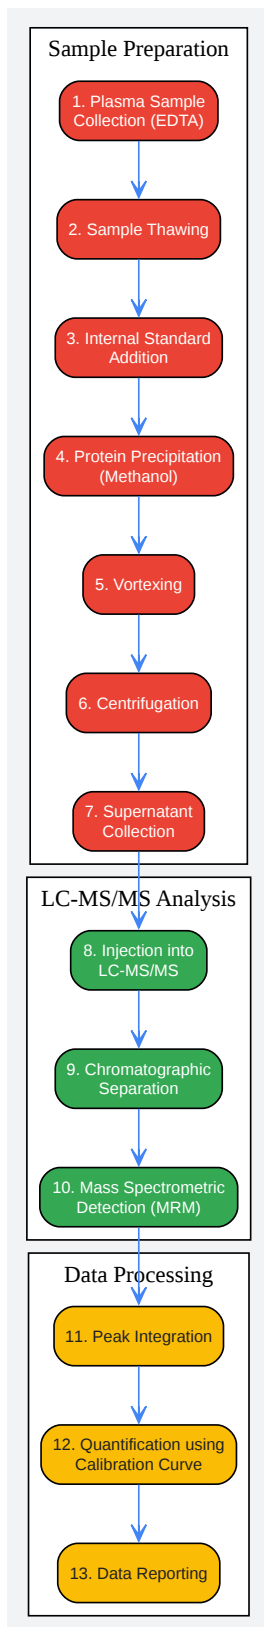 Sample Preparation
1. Plasma Sample
Collection (EDTA)
2. Sample Thawing
3. Internal Standard
Addition
4. Protein Precipitation
(Methanol)
5. Vortexing
6. Centrifugation
7. Supernatant
Collection
LC-MS/MS Analysis
8. Injection into
LC-MS/MS
9. Chromatographic
Separation
10. Mass Spectrometric
Detection (MRM)
Data Processing
11. Peak Integration
12. Quantification using
Calibration Curve
13. Data Reporting